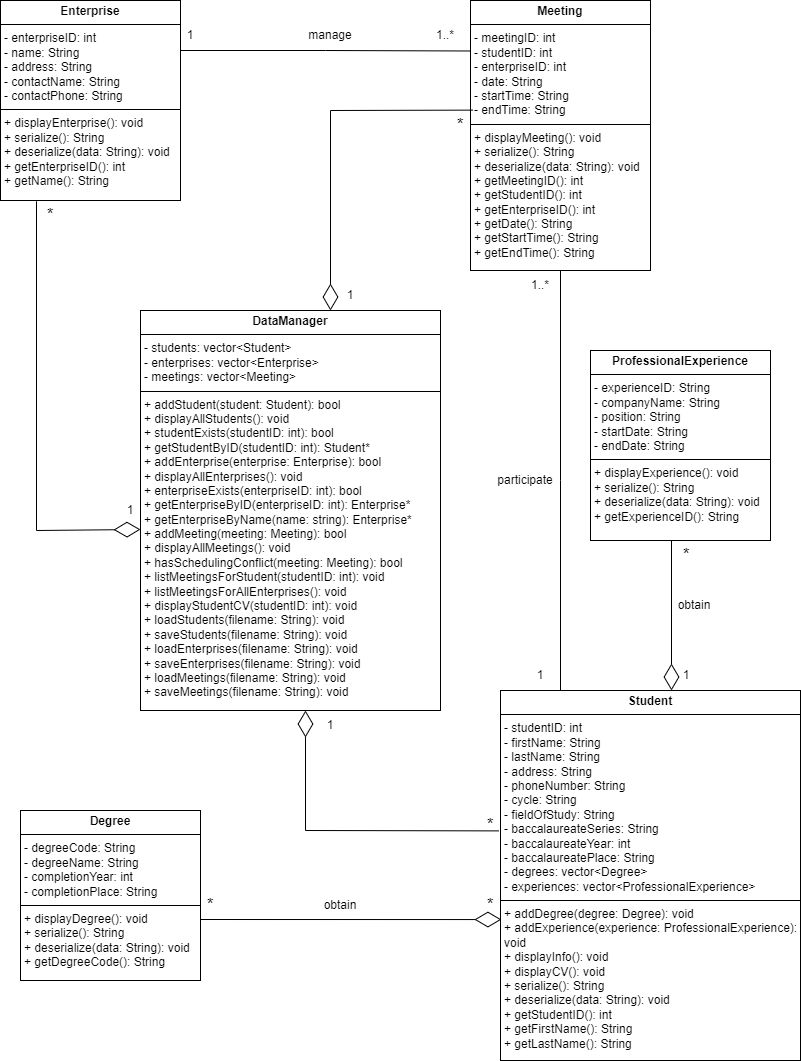 Enterprise
- enterpriseID: int
- name: String
- address: String
- contactName: String
- contactPhone: String
+ displayEnterprise(): void
+ serialize(): String
+ deserialize(data: String): void
+ getEnterpriseID(): int
+ getName(): String
1
manage
1..*
Meeting
- meetingID: int
- studentID: int
- enterpriseID: int
- date: String
- startTime: String
- endTime: String
+ displayMeeting(): void
+ serialize(): String
+ deserialize(data: String): void
+ getMeetingID(): int
+ getStudentID(): int
+ getEnterpriseID(): int
+ getDate(): String
+ getStartTime(): String
+ getEndTime(): String
*
*
1
1..*
DataManager
- students: vector<Student>
- enterprises: vector<Enterprise>
- meetings: vector<Meeting>
+ addStudent(student: Student): bool
+ displayAllStudents(): void
+ studentExists(studentID: int): bool
+ getStudentByID(studentID: int): Student*
+ addEnterprise(enterprise: Enterprise): bool
+ displayAllEnterprises(): void
+ enterpriseExists(enterpriseID: int): bool
+ getEnterpriseByID(enterpriseID: int): Enterprise*
+ getEnterpriseByName(name: string): Enterprise*
+ addMeeting(meeting: Meeting): bool
+ displayAllMeetings(): void
+ hasSchedulingConflict(meeting: Meeting): bool
+ listMeetingsForStudent(studentID: int): void
+ listMeetingsForAllEnterprises(): void
+ displayStudentCV(studentID: int): void
+ loadStudents(filename: String): void
+ saveStudents(filename: String): void
+ loadEnterprises(filename: String): void
+ saveEnterprises(filename: String): void
+ loadMeetings(filename: String): void
+ saveMeetings(filename: String): void
1
participate
ProfessionalExperience
- experienceID: String
- companyName: String
- position: String
- startDate: String
- endDate: String
+ displayExperience(): void
+ serialize(): String
+ deserialize(data: String): void
+ getExperienceID(): String
*
obtain
1
1
1
*
Student
- studentID: int
- firstName: String
- lastName: String
- address: String
- phoneNumber: String
- cycle: String
- fieldOfStudy: String
- baccalaureateSeries: String
- baccalaureateYear: int
- baccalaureatePlace: String
- degrees: vector<Degree>
- experiences: vector<ProfessionalExperience>
+ addDegree(degree: Degree): void
+ addExperience(experience: ProfessionalExperience):
void
+ displayInfo(): void
+ displayCV(): void
+ serialize(): String
+ deserialize(data: String): void
+ getStudentID(): int
+ getFirstName(): String
+ getLastName(): String
Degree
- degreeCode: String
- degreeName: String
- completionYear: int
- completionPlace: String
+ displayDegree(): void
+ serialize(): String
+ deserialize(data: String): void
+ getDegreeCode(): String
*
obtain
*